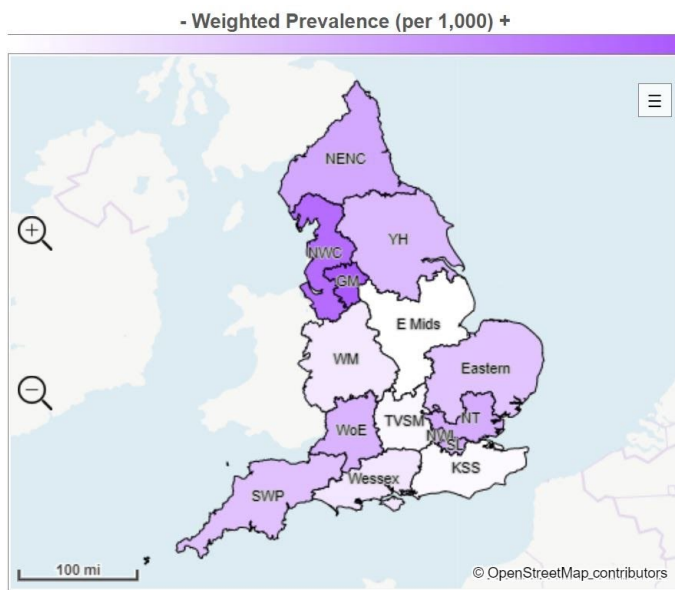 - Weighted Prevalence (per 1,000) +
NENC
YH
NWC
GM
E Mids
WM
Eastern
NT
WoE
TVSM
NWL
SL
KSS
Wessex
SWP
100 mi
© OpenStreetMap contributors